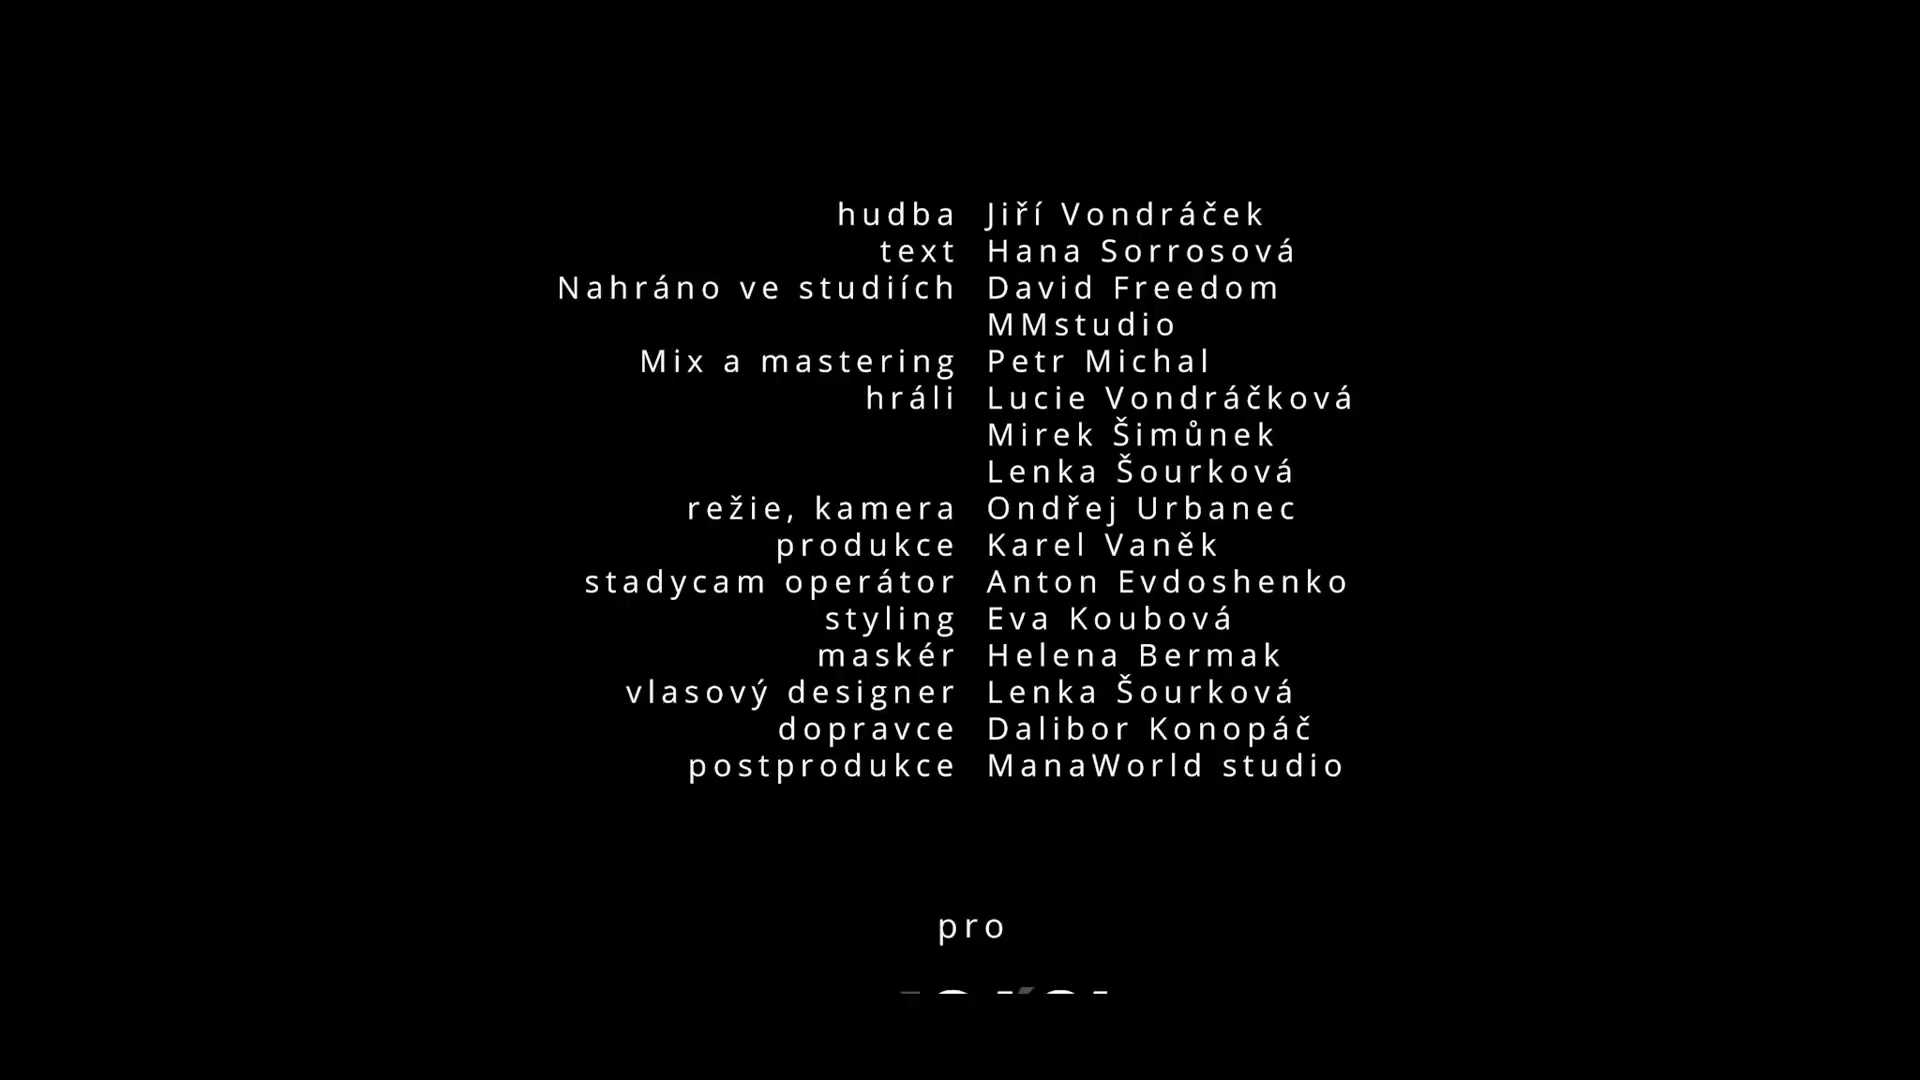 hudba Jiří Vondráček
text Hana Sorrosová
Nahráno ve studiích David Freedom
MMstudio
Mix a mastering Petr Michal
hráli Lucie Vondráčková
Mirek Šimůnek
Lenka Šourková
režie, kamera Ondřej Urbanec
produkce Karel Vaněk
stadycam operátor Anton Evdoshenko
styling Eva Koubová
maskér Helena Bermak
vlasový designer Lenka Šourková
dopravce Dalibor Konopáč
postprodukce ManaWorld studio
pro